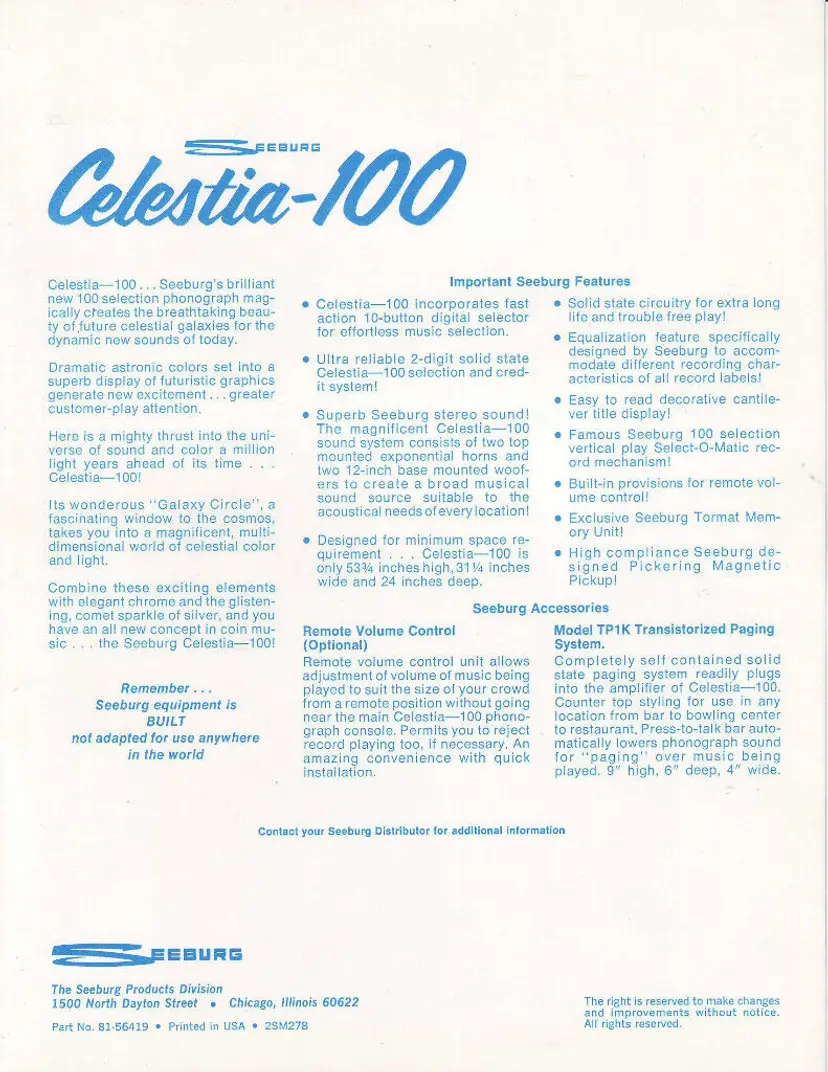 SEEBURG
Celestia-100
Celestia—100 . . . Seeburg's brilliant
new 100 selection phonograph mag-
ically creates the breathtaking beau-
ty of future celestial galaxies for the
dynamic new sounds of today.
Dramatic astronic colors set into a
superb display of futuristic graphics
generate new excitement . . . greater
customer-play attention.
Here is a mighty thrust into the uni-
verse of sound and color a million
light years ahead of its time . . .
Celestia—100!
Its wonderous "Galaxy Circle", a
fascinating window to the cosmos,
takes you into a magnificent, multi-
dimensional world of celestial color
and light.
Combine these exciting elements
with elegant chrome and the glisten-
ing, comet sparkle of silver, and you
have an all new concept in coin mu-
sic . . . the Seeburg Celestia—100!
Remember . . .
Seeburg equipment is
BUILT
not adapted for use anywhere
in the world
Important Seeburg Features
• Celestia—100 incorporates fast
action 10-button digital selector
for effortless music selection.
• Ultra reliable 2-digit solid state
Celestia—100 selection and cred-
it system!
• Superb Seeburg stereo sound!
The magnificent Celestia—100
sound system consists of two top
mounted exponential horns and
two 12-inch base mounted woof-
ers to create a broad musical
sound source suitable to the
acoustical needs of every location!
• Designed for minimum space re-
quirement . . . Celestia—100 is
only 53¾ inches high, 31¼ inches
wide and 24 inches deep.
• Solid state circuitry for extra long
life and trouble free play!
• Equalization feature specifically
designed by Seeburg to accom-
modate different recording char-
acteristics of all record labels!
• Easy to read decorative cantile-
ver title display!
• Famous Seeburg 100 selection
vertical play Select-O-Matic rec-
ord mechanism!
• Built-in provisions for remote vol-
ume control!
• Exclusive Seeburg Tormat Mem-
ory Unit!
• High compliance Seeburg de-
signed Pickering Magnetic
Pickup!
Seeburg Accessories
Remote Volume Control
(Optional)
Remote volume control unit allows
adjustment of volume of music being
played to suit the size of your crowd
from a remote position without going
near the main Celestia—100 phono-
graph console. Permits you to reject
record playing too, if necessary. An
amazing convenience with quick
installation.
Model TP1K Transistorized Paging
System.
Completely self contained solid
state paging system readily plugs
into the amplifier of Celestia—100.
Counter top styling for use in any
location from bar to bowling center
to restaurant. Press-to-talk bar auto-
matically lowers phonograph sound
for "paging" over music being
played. 9" high, 6" deep, 4" wide.
Contact your Seeburg Distributor for additional information
SEEBURG
The Seeburg Products Division
1500 North Dayton Street • Chicago, Illinois 60622
Part No. 81-56419 • Printed in USA • 2SM278
The right is reserved to make changes
and improvements without notice.
All rights reserved.